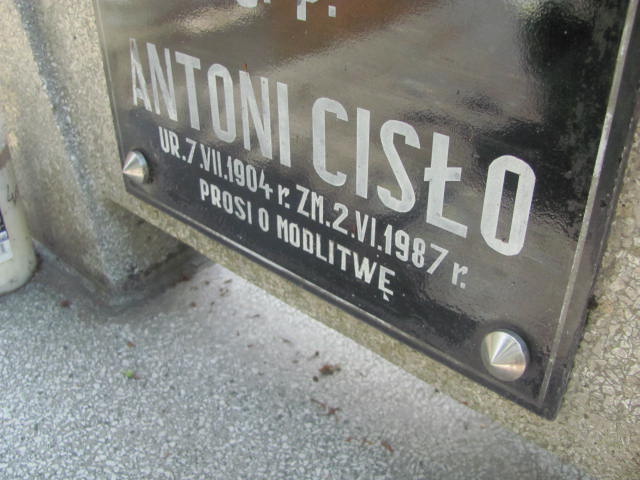 Ś. P.
ANTONI CISŁO
UR. 7.VII.1904 r. ZM. 2.VI.1987 r.
PROSI O MODLITWĘ